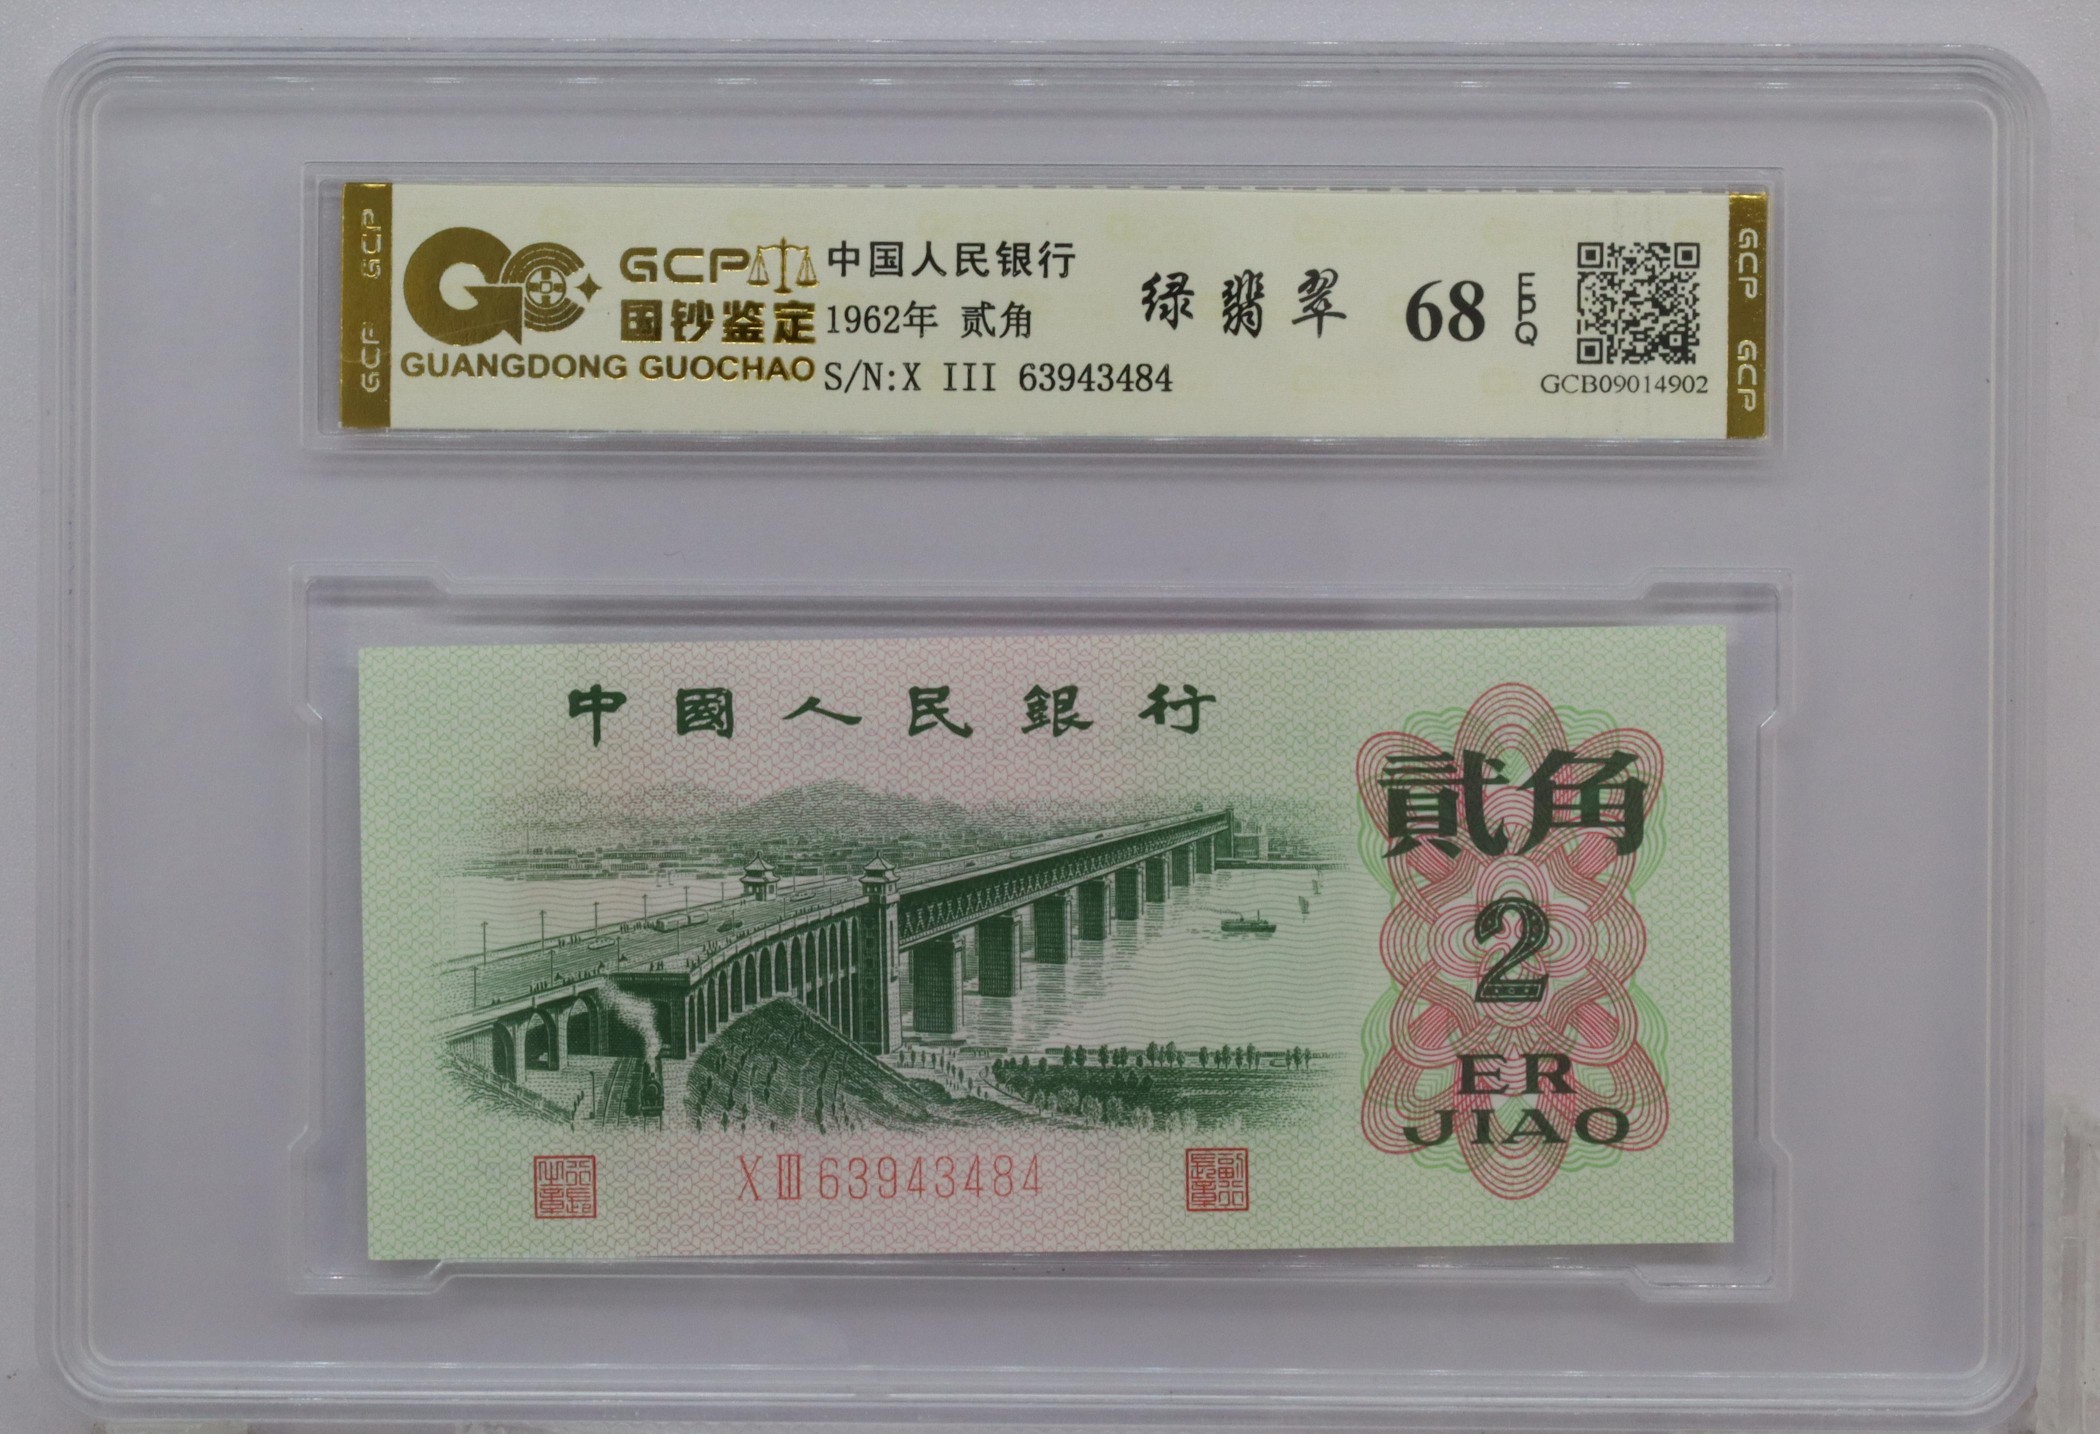 GCP GCP
GCP
国钞鉴定
GUANGDONG GUOCHAO
中国人民银行
1962年 贰角
S/N:X III 63943484
绿翡翠
68
EPQ
GCB09014902
GCP GCP
中國人民銀行
貳角
2
ER
JIAO
X III 63943484